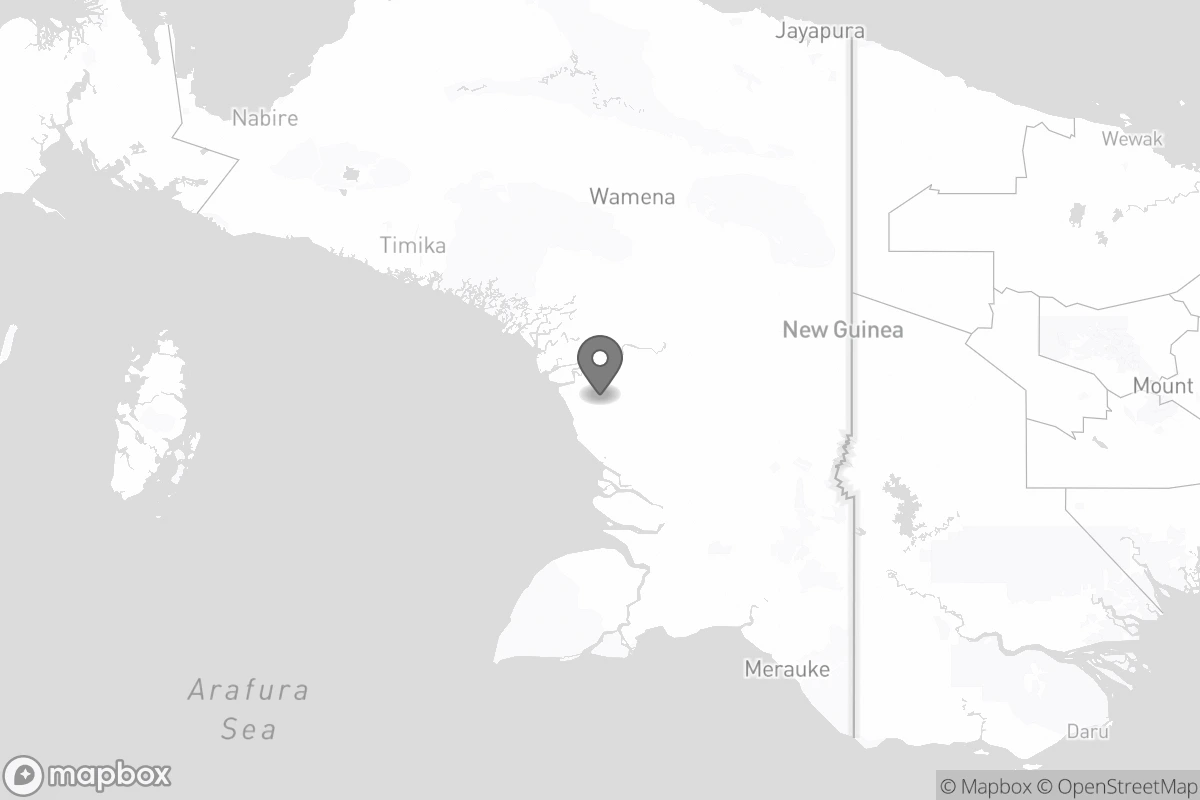 Jayapura
Nabire
Wewak
Wamena
Timika
New Guinea
Mount
Merauke
Arafura
Sea
Daru
mapbox
© Mapbox © OpenStreetMap